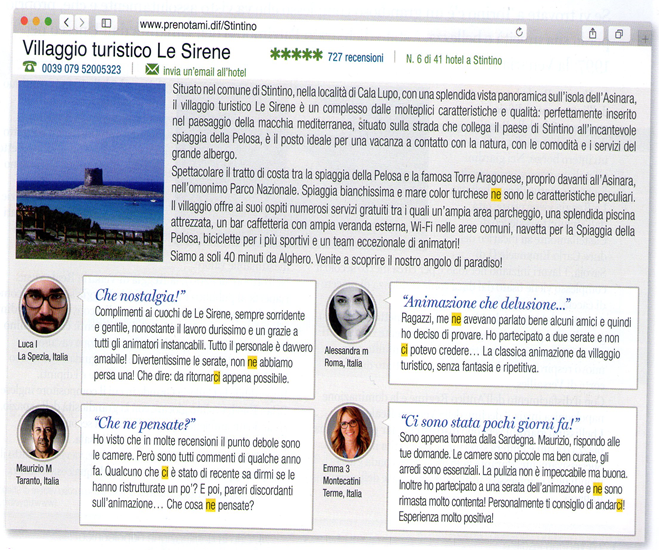 www.prenotami.dif/Stintino
Villaggio turistico Le Sirene
★★★★★ 727 recensioni | N. 6 di 41 hotel a Stintino
0039 079 52005323 | invia un'email all'hotel
Situato nel comune di Stintino, nella località di Cala Lupo, con una splendida vista panoramica sull'isola dell'Asinara,
il villaggio turistico Le Sirene è un complesso dalle molteplici caratteristiche e qualità: perfettamente inserito
nel paesaggio della macchia mediterranea, situato sulla strada che collega il paese di Stintino all'incantevole
spiaggia della Pelosa, è il posto ideale per una vacanza a contatto con la natura, con le comodità e i servizi del
grande albergo.
Spettacolare il tratto di costa tra la spiaggia della Pelosa e la famosa Torre Aragonese, proprio davanti all'Asinara,
nell'omonimo Parco Nazionale. Spiaggia bianchissima e mare color turchese ne sono le caratteristiche peculiari.
Il villaggio offre ai suoi ospiti numerosi servizi gratuiti tra i quali un'ampia area parcheggio, una splendida piscina
attrezzata, un bar caffetteria con ampia veranda esterna, Wi-Fi nelle aree comuni, navetta per la Spiaggia della
Pelosa, biciclette per i più sportivi e un team eccezionale di animatori!
Siamo a soli 40 minuti da Alghero. Venite a scoprire il nostro angolo di paradiso!
Che nostalgia!"
Complimenti ai cuochi de Le Sirene, sempre sorridente
e gentile, nonostante il lavoro durissimo e un grazie a
tutti gli animatori instancabili. Tutto il personale è davvero
amabile! Divertentissime le serate, non ne abbiamo
persa una! Che dire: da ritornarci appena possibile.
Luca I
La Spezia, Italia
"Animazione che delusione..."
Ragazzi, me ne avevano parlato bene alcuni amici e quindi
ho deciso di provare. Ho partecipato a due serate e non
ci potevo credere... La classica animazione da villaggio
turistico, senza fantasia e ripetitiva.
Alessandra m
Roma, Italia
"Che ne pensate?"
Ho visto che in molte recensioni il punto debole sono
le camere. Però sono tutti commenti di qualche anno
fa. Qualcuno che ci è stato di recente sa dirmi se le
hanno ristrutturate un po'? E poi, pareri discordanti
sull'animazione... Che cosa ne pensate?
Maurizio M
Taranto, Italia
"Ci sono stata pochi giorni fa!"
Sono appena tornata dalla Sardegna. Maurizio, rispondo alle
tue domande. Le camere sono piccole ma ben curate, gli
arredi sono essenziali. La pulizia non è impeccabile ma buona.
Inoltre ho partecipato a una serata dell'animazione e ne sono
rimasta molto contenta! Personalmente ti consiglio di andarci!
Esperienza molto positiva!
Emma 3
Montecatini
Terme, Italia